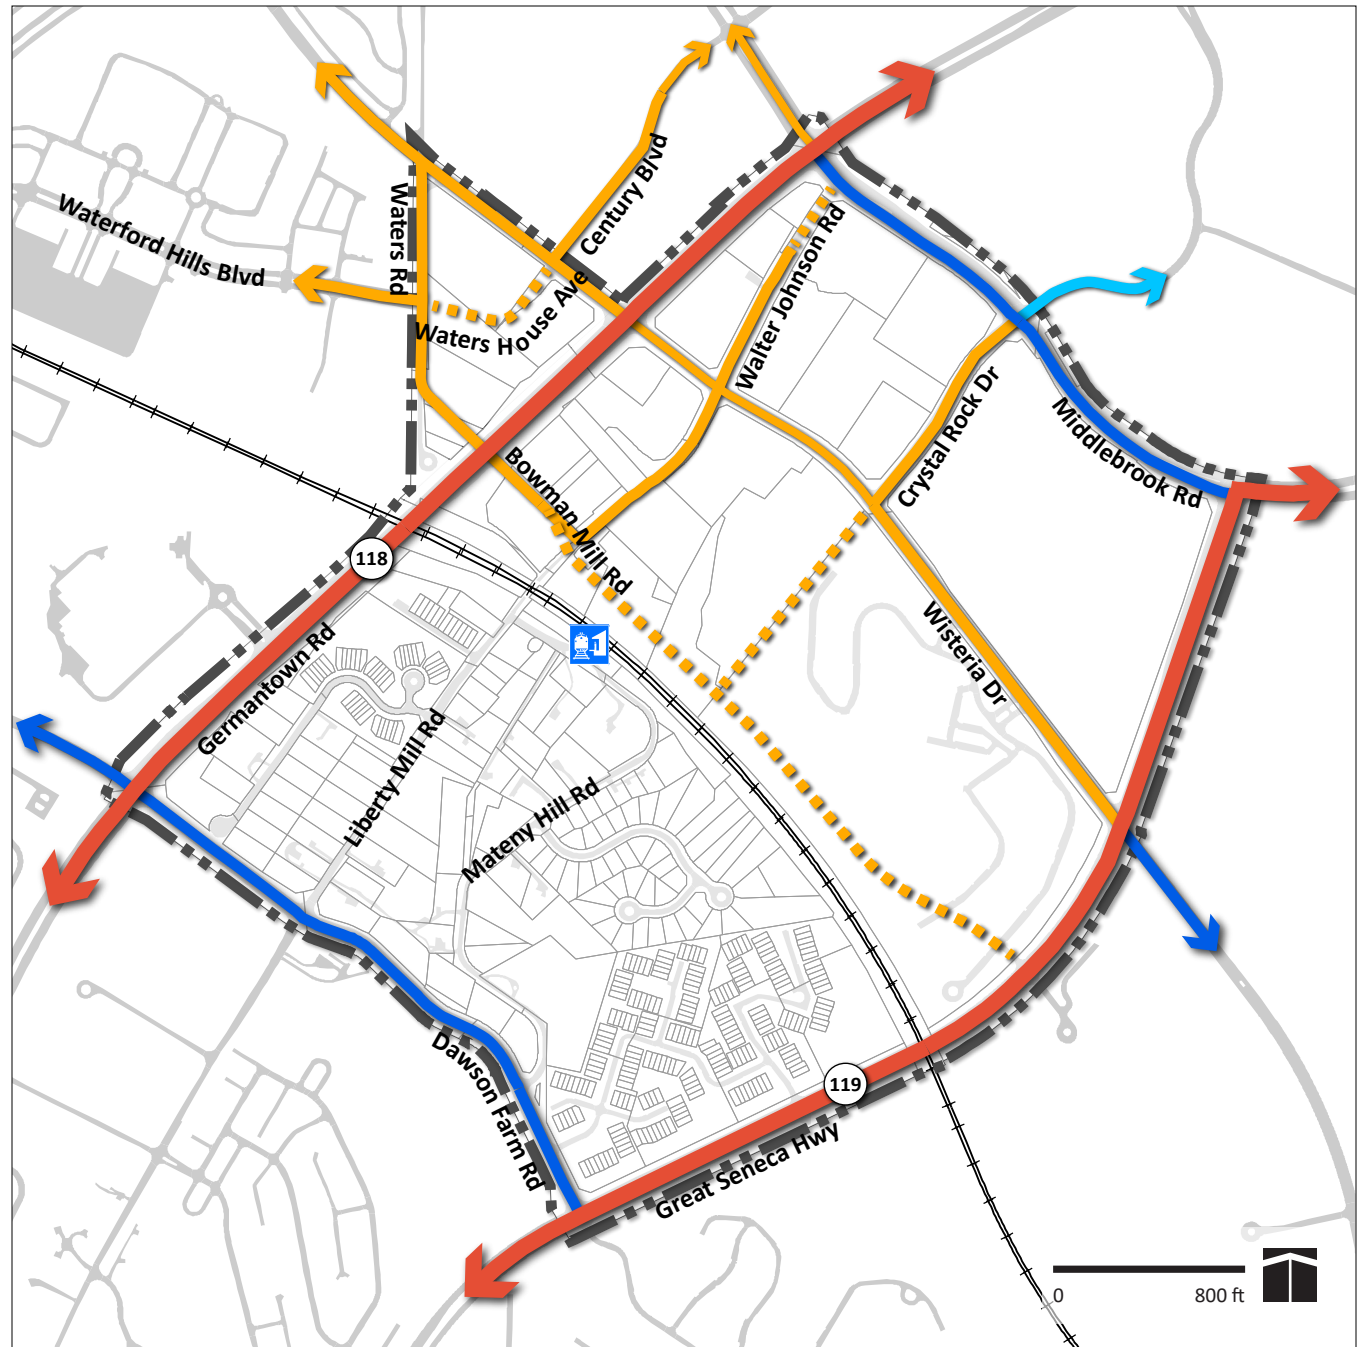 Century Blvd
Waters Rd
Waterford Hills Blvd
Walter Johnson Rd
Waters House Ave
Crystal Rock Dr
Middlebrook Rd
Bowman Mill Rd
118
Germantown Rd
Wisteria Dr
Liberty Mill Rd
Mateny Hill Rd
Dawson Farm Rd
119
Great Seneca Hwy
0 800 ft